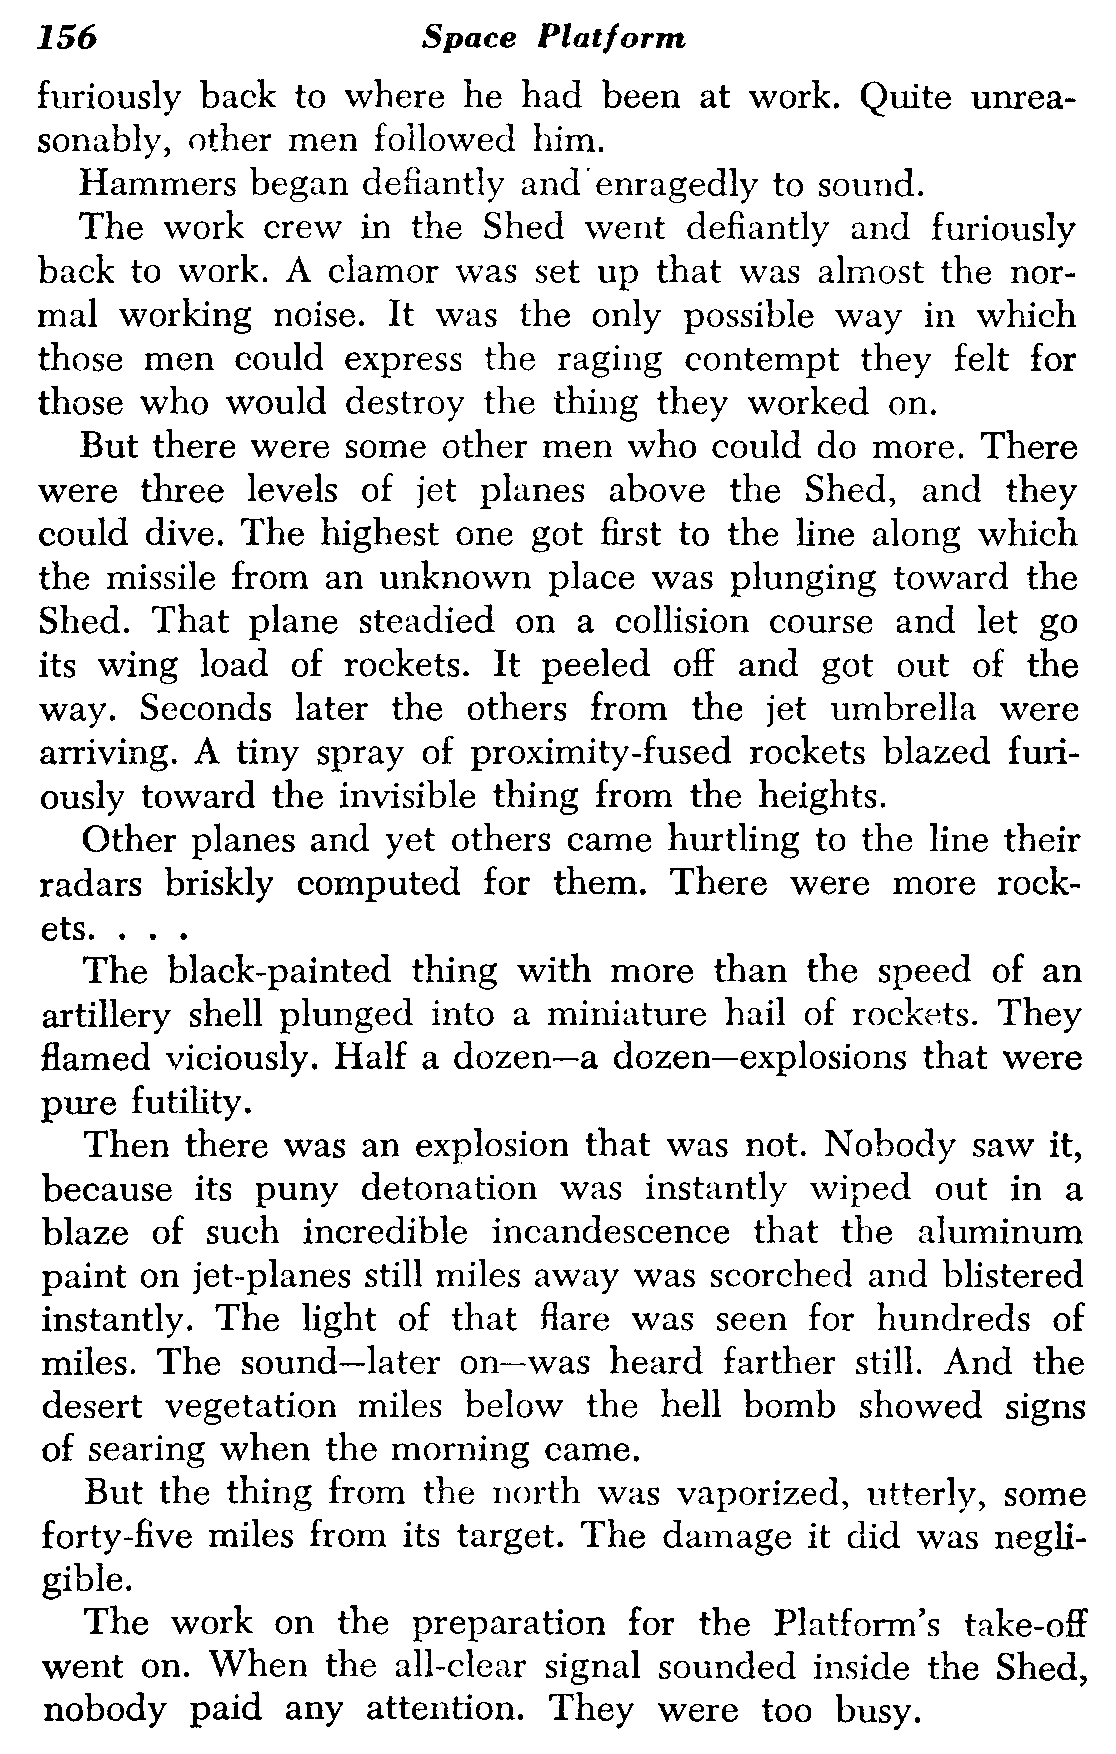 156 Space Platform
furiously back to where he had been at work. Quite unrea-
sonably, other men followed him.
Hammers began defiantly and enragedly to sound.
The work crew in the Shed went defiantly and furiously
back to work. A clamor was set up that was almost the nor-
mal working noise. It was the only possible way in which
those men could express the raging contempt they felt for
those who would destroy the thing they worked on.
But there were some other men who could do more. There
were three levels of jet planes above the Shed, and they
could dive. The highest one got first to the line along which
the missile from an unknown place was plunging toward the
Shed. That plane steadied on a collision course and let go
its wing load of rockets. It peeled off and got out of the
way. Seconds later the others from the jet umbrella were
arriving. A tiny spray of proximity-fused rockets blazed furi-
ously toward the invisible thing from the heights.
Other planes and yet others came hurtling to the line their
radars briskly computed for them. There were more rock-
ets. . . .
The black-painted thing with more than the speed of an
artillery shell plunged into a miniature hail of rockets. They
flamed viciously. Half a dozen—a dozen—explosions that were
pure futility.
Then there was an explosion that was not. Nobody saw it,
because its puny detonation was instantly wiped out in a
blaze of such incredible incandescence that the aluminum
paint on jet-planes still miles away was scorched and blistered
instantly. The light of that flare was seen for hundreds of
miles. The sound—later on—was heard farther still. And the
desert vegetation miles below the hell bomb showed signs
of searing when the morning came.
But the thing from the north was vaporized, utterly, some
forty-five miles from its target. The damage it did was negli-
gible.
The work on the preparation for the Platform's take-off
went on. When the all-clear signal sounded inside the Shed,
nobody paid any attention. They were too busy.